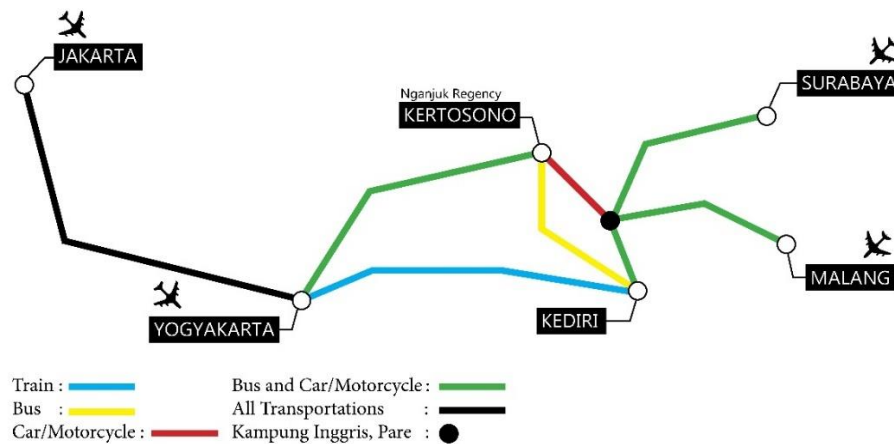 JAKARTA
SURABAYA
Nganjuk Regency
KERTOSONO
MALANG
YOGYAKARTA
KEDIRI
Train :
Bus :
Car/Motorcycle :
Bus and Car/Motorcycle :
All Transportations :
Kampung Inggris, Pare :